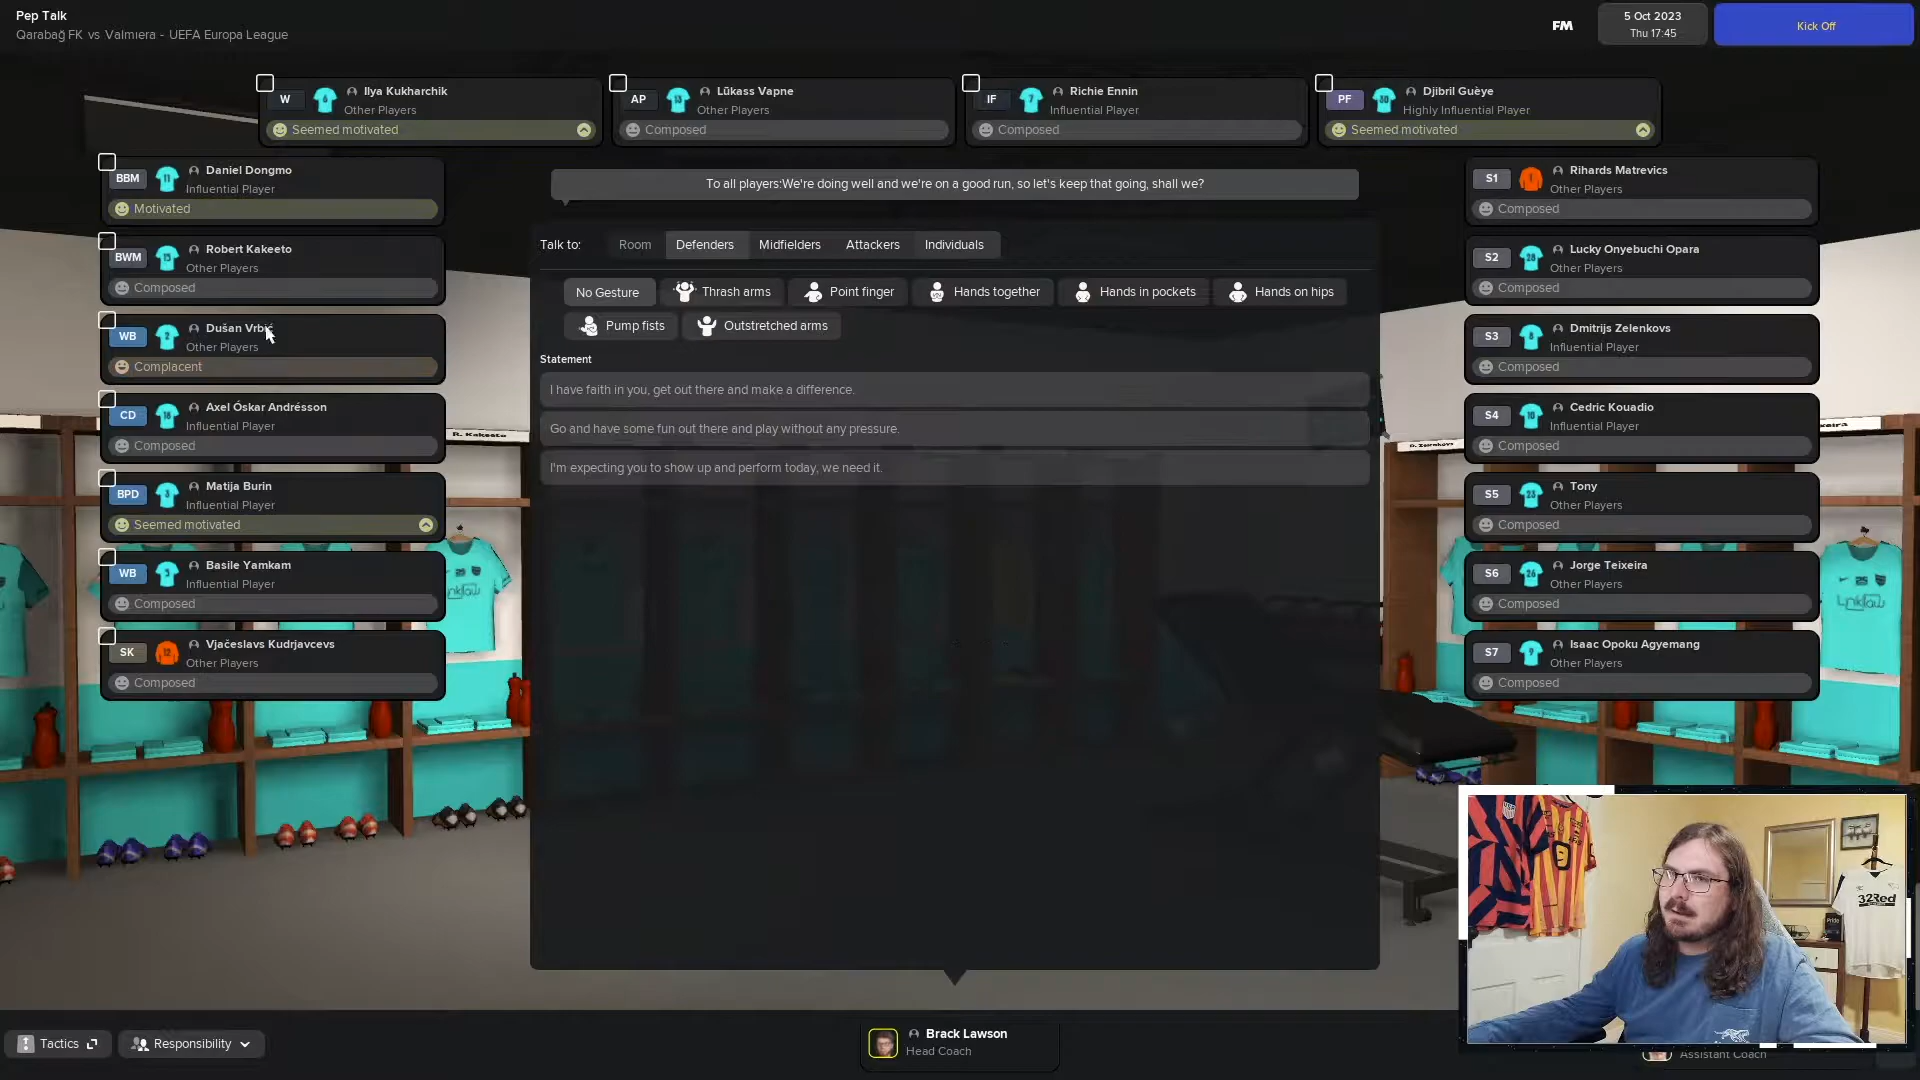 Pep Talk
Qarabağ FK vs Valmiera - UEFA Europa League
FM
5 Oct 2023
Thu 17:45
Kick Off
W
Ilya Kukharchik
Other Players
Seemed motivated
AP
Lūkass Vapne
Other Players
Composed
IF
Richie Ennin
Influential Player
Composed
PF
Djibril Guèye
Highly Influential Player
Seemed motivated
BBM
Daniel Dongmo
Influential Player
Motivated
BWM
Robert Kakeeto
Other Players
Composed
WB
Dušan Vrbić
Other Players
Complacent
CD
Axel Óskar Andrésson
Influential Player
Composed
BPD
Matija Burin
Influential Player
Seemed motivated
WB
Basile Yamkam
Influential Player
Composed
SK
Vjačeslavs Kudrjavcevs
Other Players
Composed
To all players:We're doing well and we're on a good run, so let's keep that going, shall we?
Talk to: Room Defenders Midfielders Attackers Individuals
No Gesture Thrash arms Point finger Hands together Hands in pockets Hands on hips
Pump fists Outstretched arms
Statement
I have faith in you, get out there and make a difference.
Go and have some fun out there and play without any pressure.
I'm expecting you to show up and perform today, we need it.
S1
Rihards Matrevics
Other Players
Composed
S2
Lucky Onyebuchi Opara
Other Players
Composed
S3
Dmitrijs Zelenkovs
Influential Player
Composed
S4
Cedric Kouadio
Influential Player
Composed
S5
Tony
Other Players
Composed
S6
Jorge Teixeira
Other Players
Composed
S7
Isaac Opoku Agyemang
Other Players
Composed
R. Kakeeto
32Red
Tactics
Responsibility
Brack Lawson
Head Coach
Assistant Coach